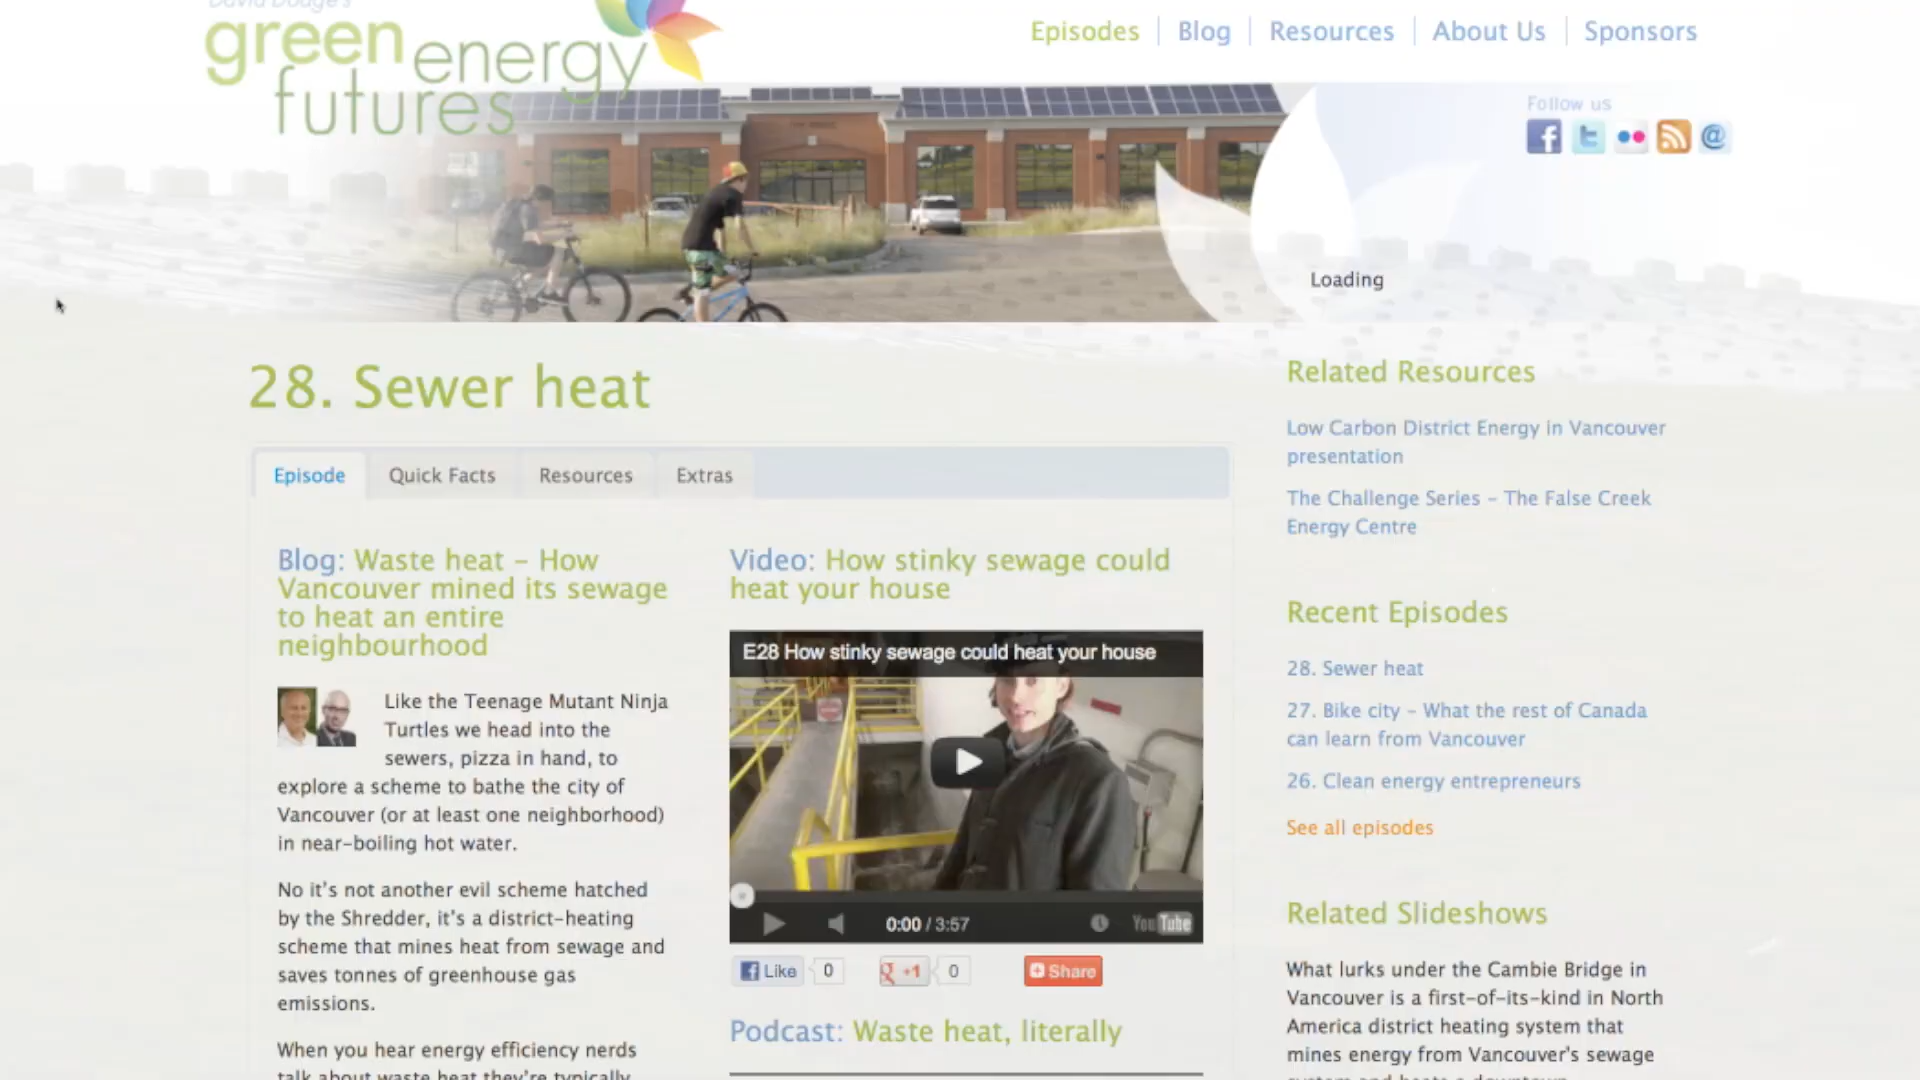 David Dodge's
green energy
futures
Episodes
Blog
Resources
About Us
Sponsors
Follow us
Loading
28. Sewer heat
Episode
Quick Facts
Resources
Extras
Blog: Waste heat – How
Vancouver mined its sewage
to heat an entire
neighbourhood
Like the Teenage Mutant Ninja
Turtles we head into the
sewers, pizza in hand, to
explore a scheme to bathe the city of
Vancouver (or at least one neighborhood)
in near–boiling hot water.
No it's not another evil scheme hatched
by the Shredder, it's a district–heating
scheme that mines heat from sewage and
saves tonnes of greenhouse gas
emissions.
When you hear energy efficiency nerds
talk about waste heat they're typically
Video: How stinky sewage could
heat your house
E28 How stinky sewage could heat your house
0:00 / 3:57
YouTube
Like
0
+1
0
Share
Podcast: Waste heat, literally
Related Resources
Low Carbon District Energy in Vancouver
presentation
The Challenge Series – The False Creek
Energy Centre
Recent Episodes
28. Sewer heat
27. Bike city – What the rest of Canada
can learn from Vancouver
26. Clean energy entrepreneurs
See all episodes
Related Slideshows
What lurks under the Cambie Bridge in
Vancouver is a first–of–its–kind in North
America district heating system that
mines energy from Vancouver's sewage